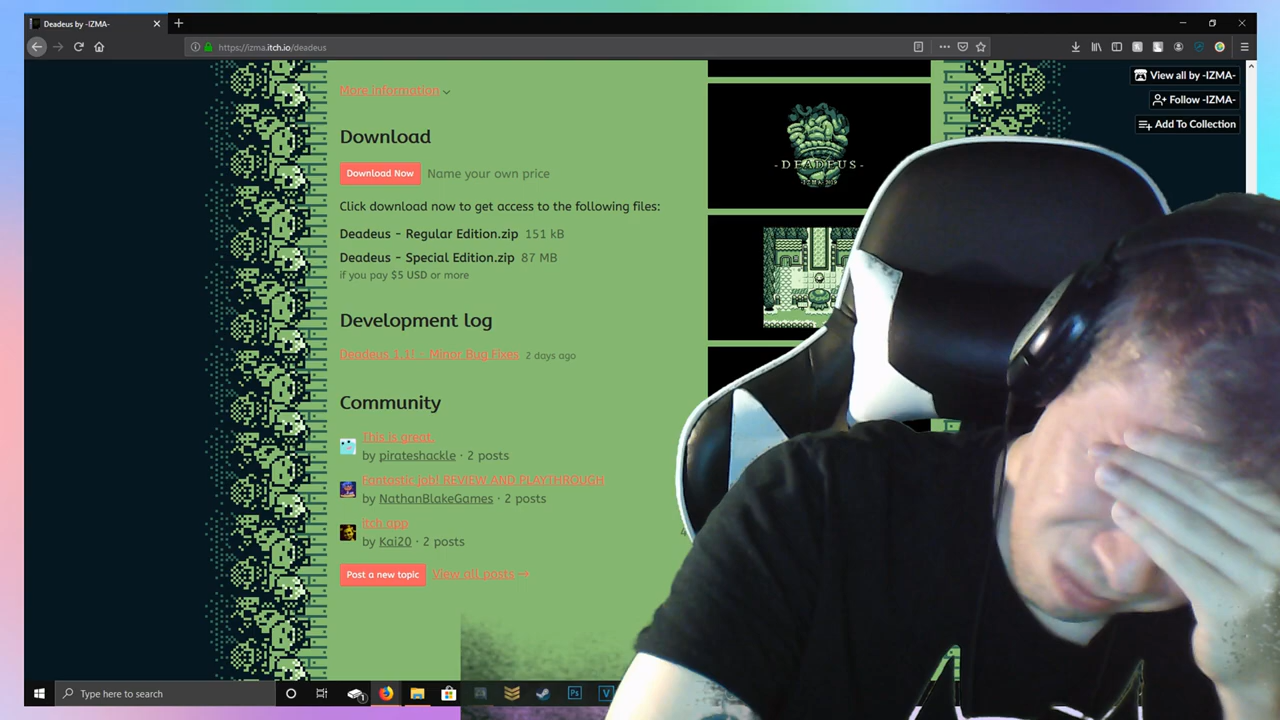 Deadeus by -IZMA-
https://izma.itch.io/deadeus
View all by -IZMA-
Follow -IZMA-
Add To Collection
More information
Download
Download Now Name your own price
Click download now to get access to the following files:
Deadeus - Regular Edition.zip 151 kB
Deadeus - Special Edition.zip 87 MB
if you pay $5 USD or more
Development log
Deadeus 1.1! - Minor Bug Fixes 2 days ago
Community
This is great.
by pirateshackle · 2 posts
Fantastic Job! REVIEW AND PLAYTHROUGH
by NathanBlakeGames · 2 posts
itch app
by Kai20 · 2 posts
Post a new topic View all posts →
- DEADEUS -
Type here to search
1
Ps
V